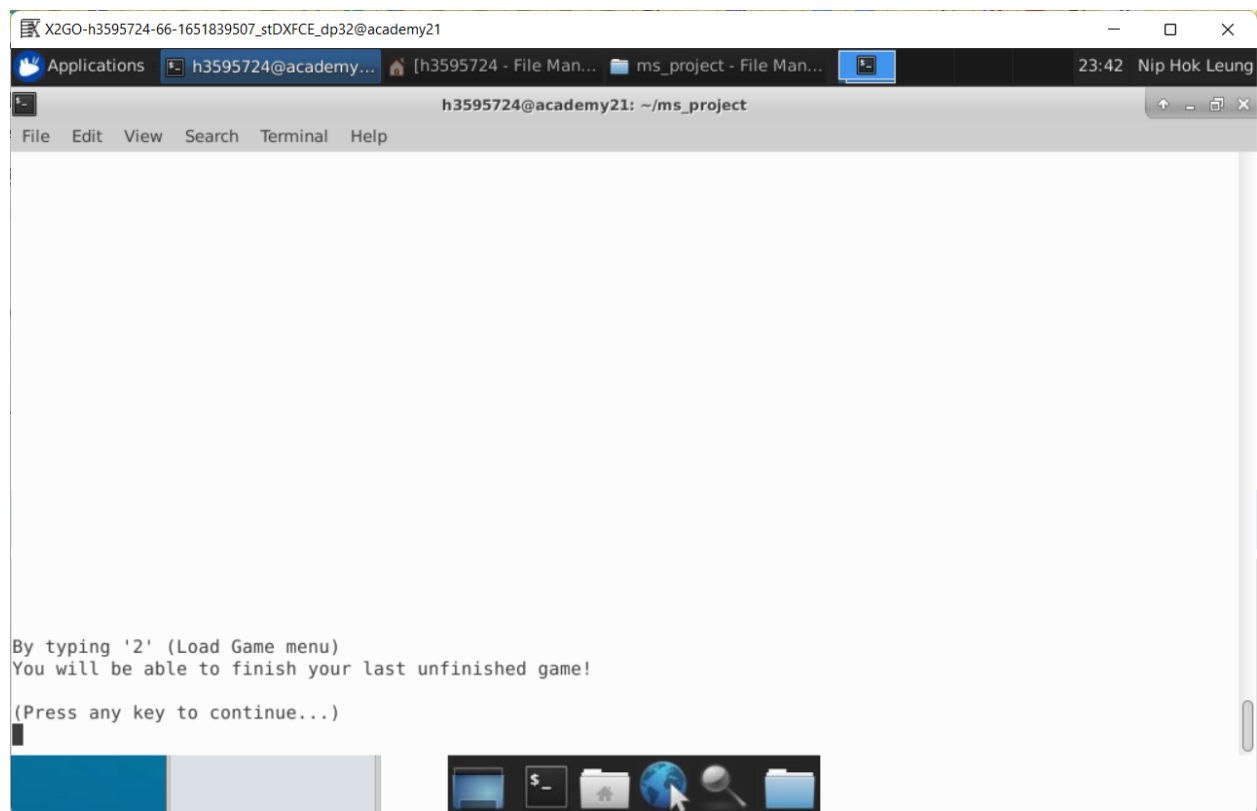 X2GO-h3595724-66-1651839507_stDXFCE_dp32@academy21
Applications h3595724@academy... [h3595724 - File Man... ms_project - File Man... 23:42 Nip Hok Leung
h3595724@academy21: ~/ms_project
File Edit View Search Terminal Help
By typing '2' (Load Game menu)
You will be able to finish your last unfinished game!
(Press any key to continue...)